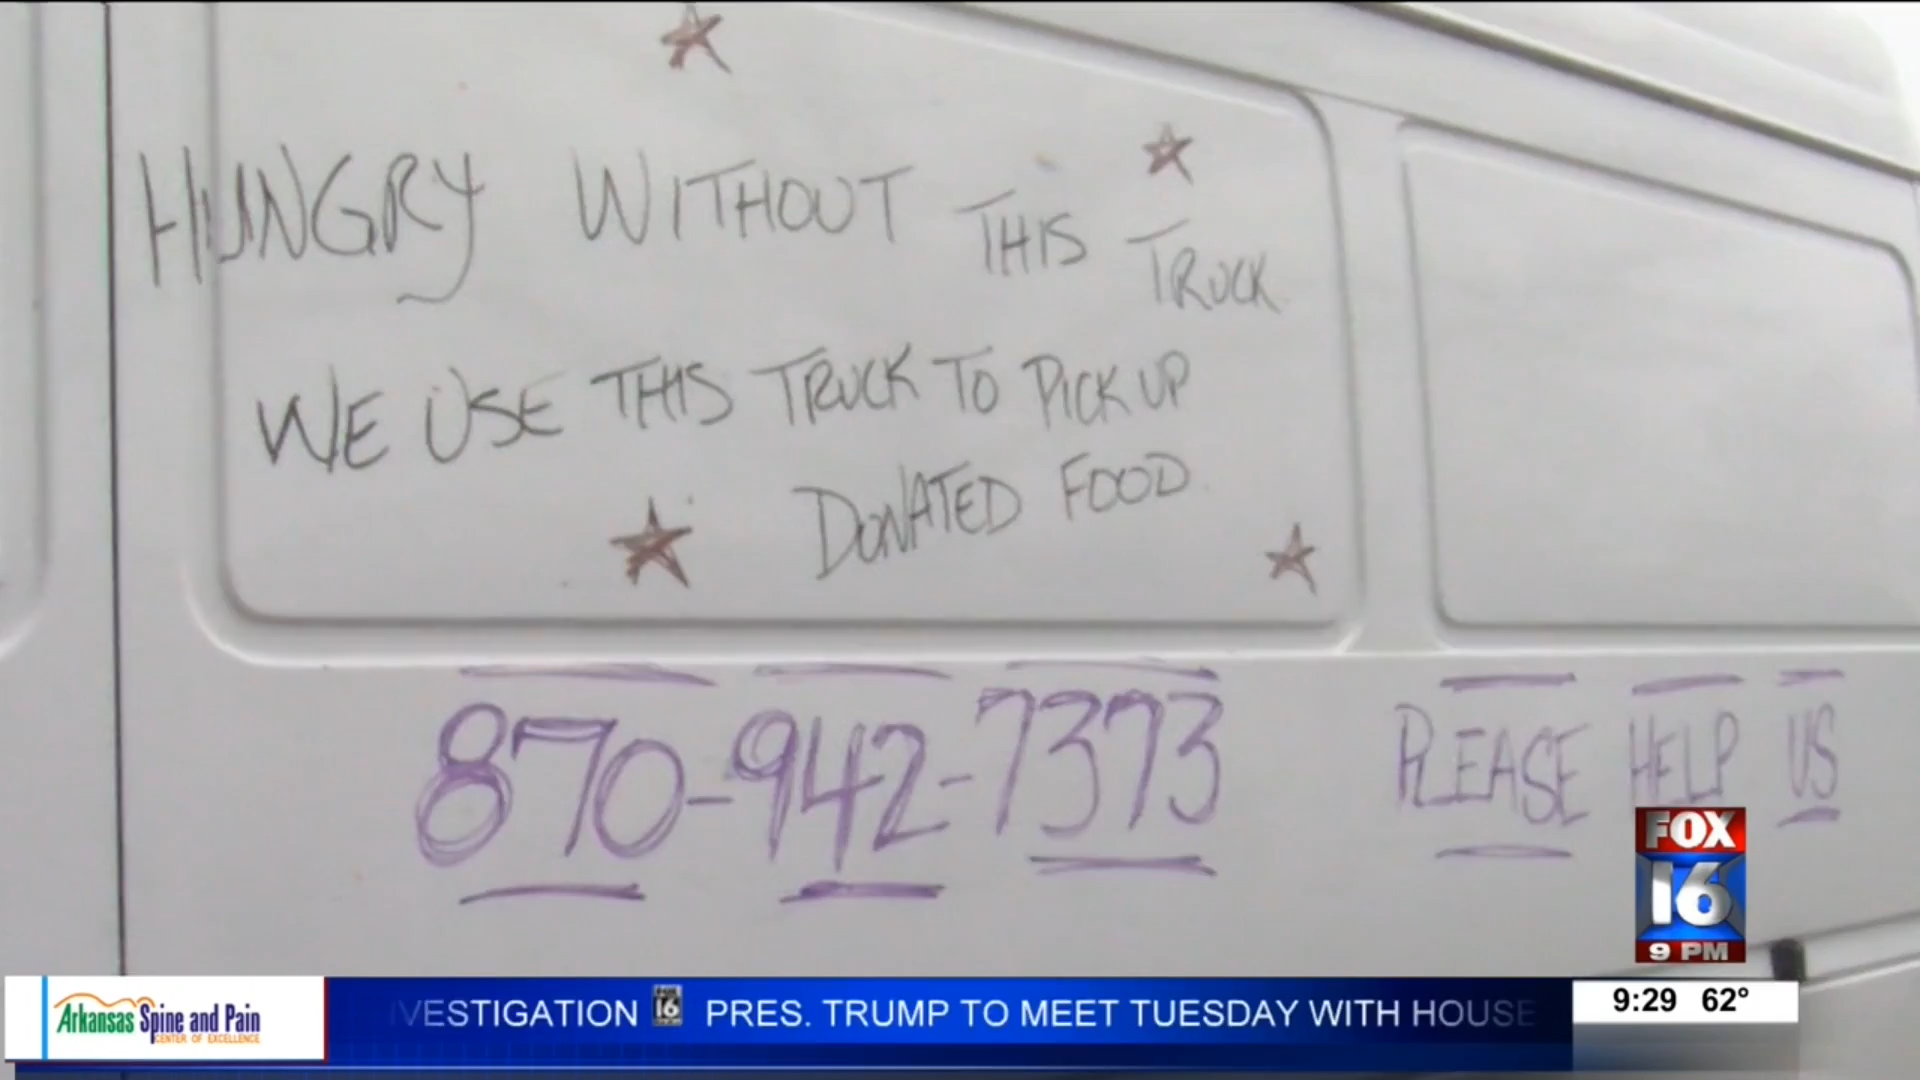 HUNGRY WITHOUT THIS TRUCK
WE USE THIS TRUCK TO PICK UP
DONATED FOOD
870-942-7373 PLEASE HELP US
FOX
16
9 PM
Arkansas Spine and Pain
CENTER OF EXCELLENCE
VESTIGATION FOX 16 PRES. TRUMP TO MEET TUESDAY WITH HOUSE
9:29 62°